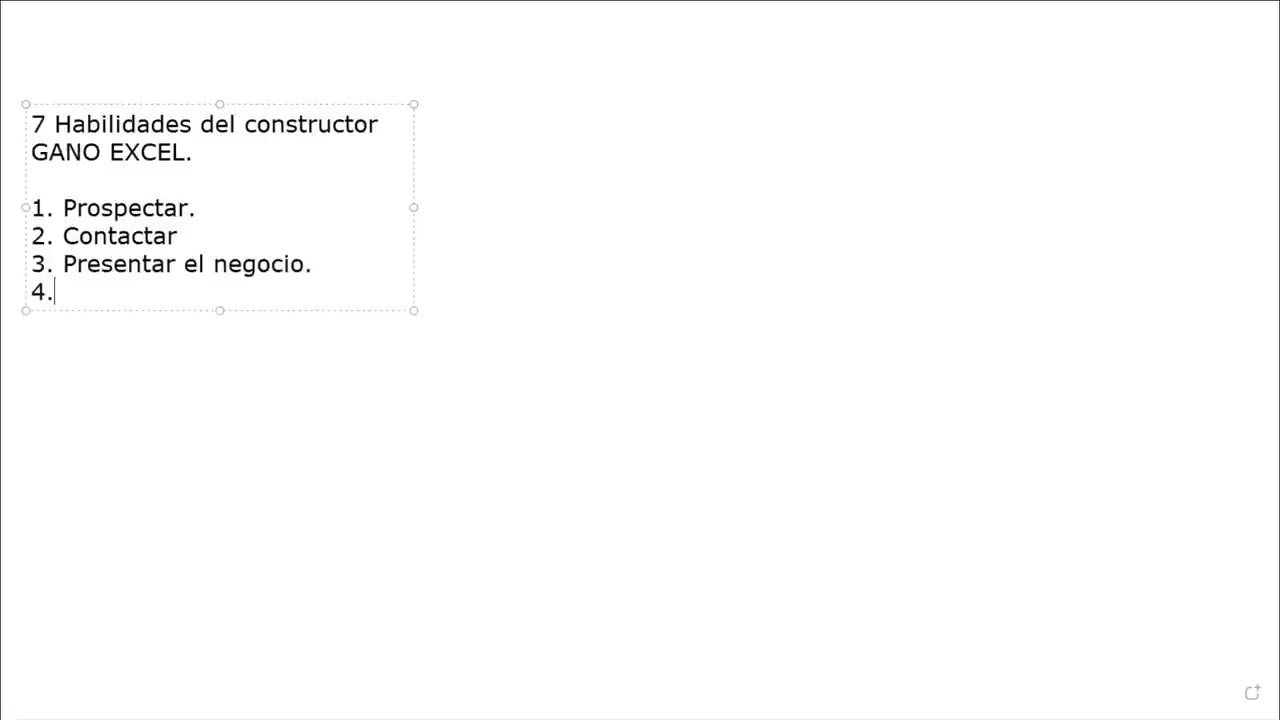 7 Habilidades del constructor
GANO EXCEL.
1. Prospectar.
2. Contactar
3. Presentar el negocio.
4.